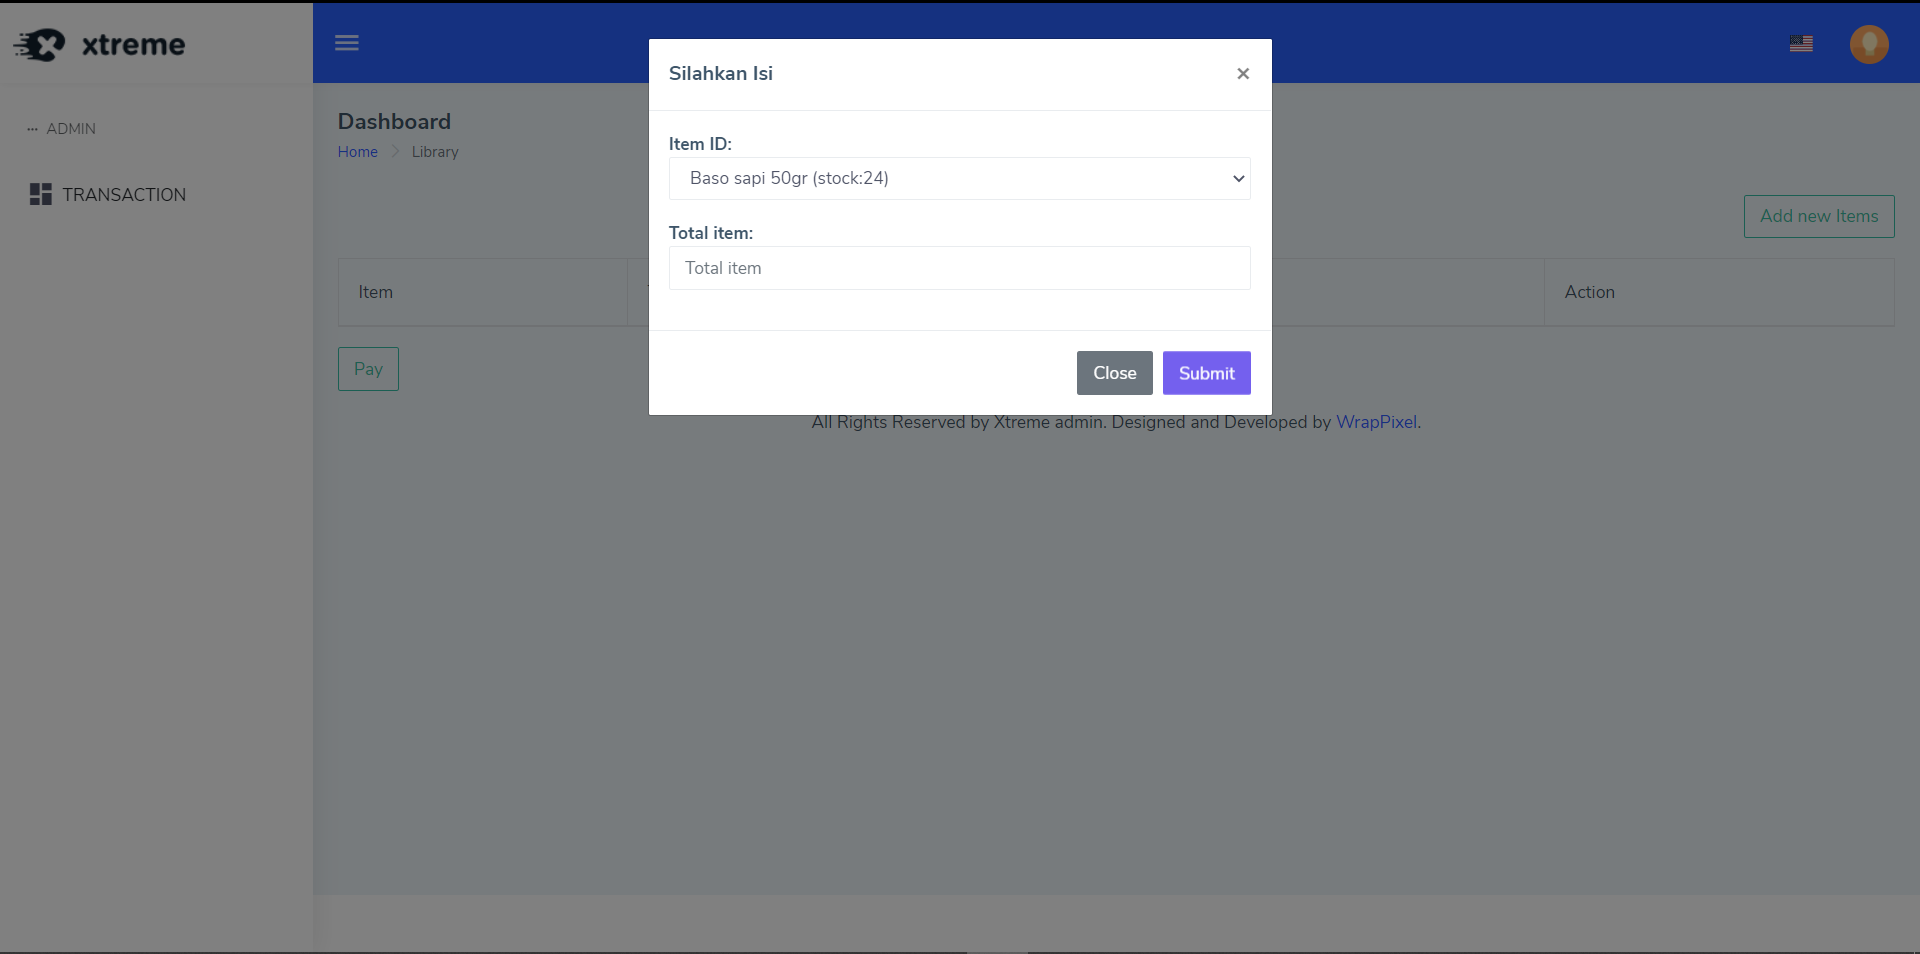 xtreme
ADMIN
TRANSACTION
Dashboard
Home
Library
Add new Items
Item
Action
Pay
Silahkan Isi
×
Item ID:
Baso sapi 50gr (stock:24)
Total item:
Total item
Close
Submit
All Rights Reserved by Xtreme admin. Designed and Developed by WrapPixel.